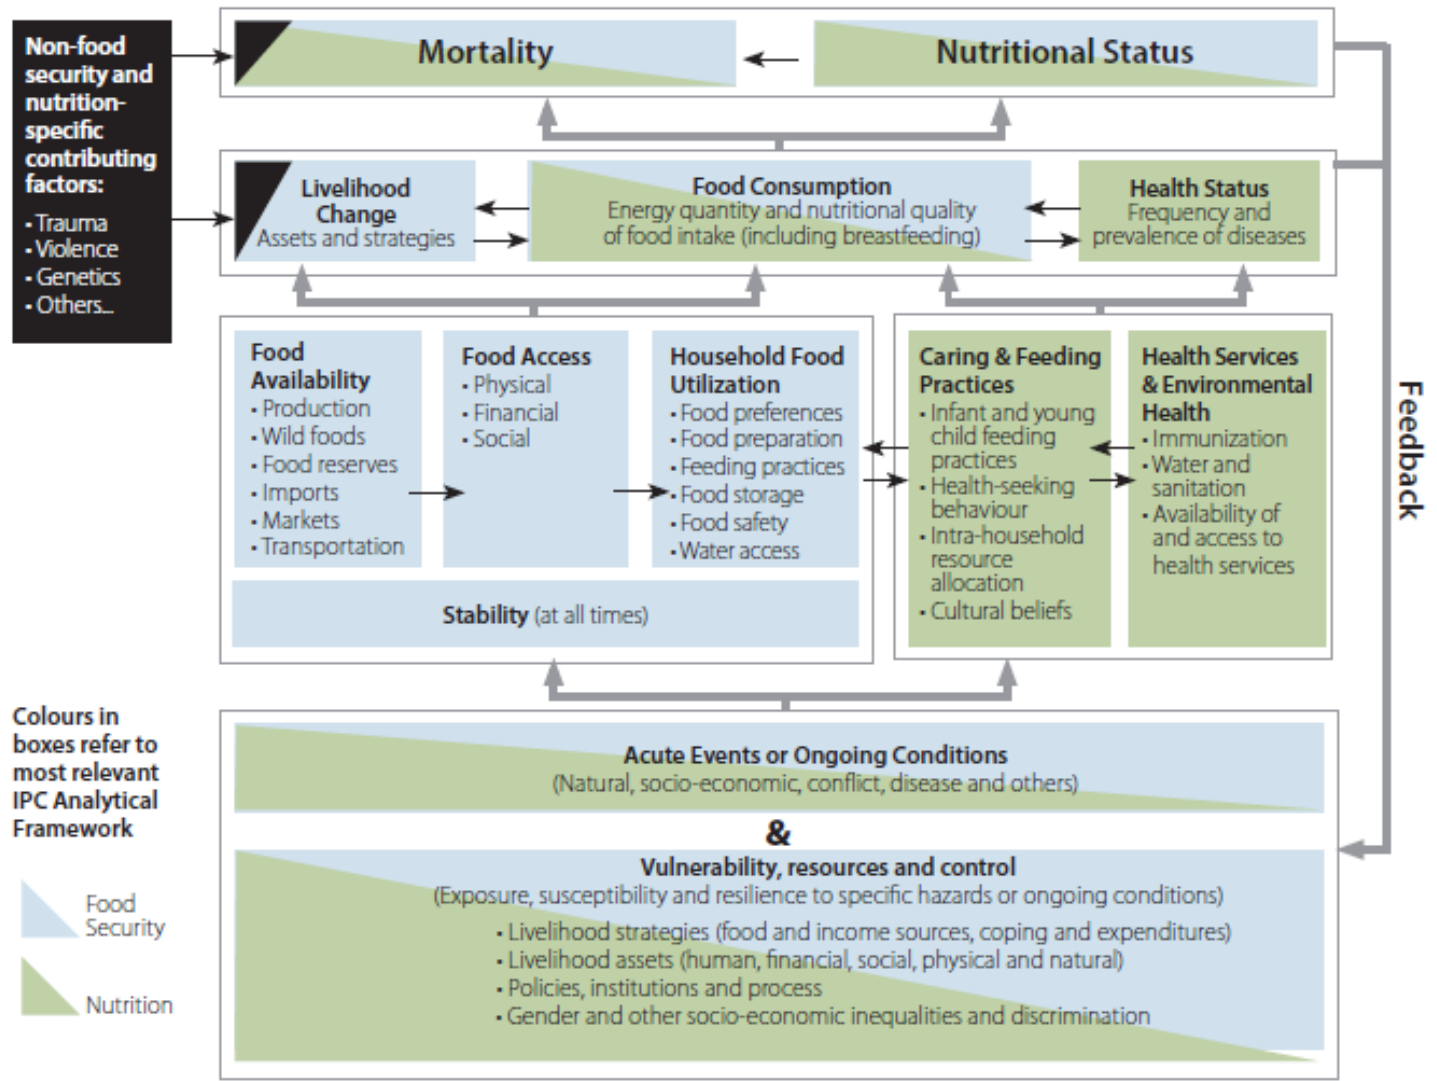 Non-food
security and
nutrition-
specific
contributing
factors:
▪ Trauma
▪ Violence
▪ Genetics
▪ Others...
Mortality
Nutritional Status
Livelihood
Change
Assets and strategies
Food Consumption
Energy quantity and nutritional quality
of food intake (including breastfeeding)
Health Status
Frequency and
prevalence of diseases
Food
Availability
▪ Production
▪ Wild foods
▪ Food reserves
▪ Imports
▪ Markets
▪ Transportation
Food Access
▪ Physical
▪ Financial
▪ Social
Household Food
Utilization
▪ Food preferences
▪ Food preparation
▪ Feeding practices
▪ Food storage
▪ Food safety
▪ Water access
Stability (at all times)
Caring & Feeding
Practices
▪ Infant and young
child feeding
practices
▪ Health-seeking
behaviour
▪ Intra-household
resource
allocation
▪ Cultural beliefs
Health Services
& Environmental
Health
▪ Immunization
▪ Water and
sanitation
▪ Availability of
and access to
health services
Feedback
Acute Events or Ongoing Conditions
(Natural, socio-economic, conflict, disease and others)
&
Vulnerability, resources and control
(Exposure, susceptibility and resilience to specific hazards or ongoing conditions)
▪ Livelihood strategies (food and income sources, coping and expenditures)
▪ Livelihood assets (human, financial, social, physical and natural)
▪ Policies, institutions and process
▪ Gender and other socio-economic inequalities and discrimination
Colours in
boxes refer to
most relevant
IPC Analytical
Framework
Food
Security
Nutrition